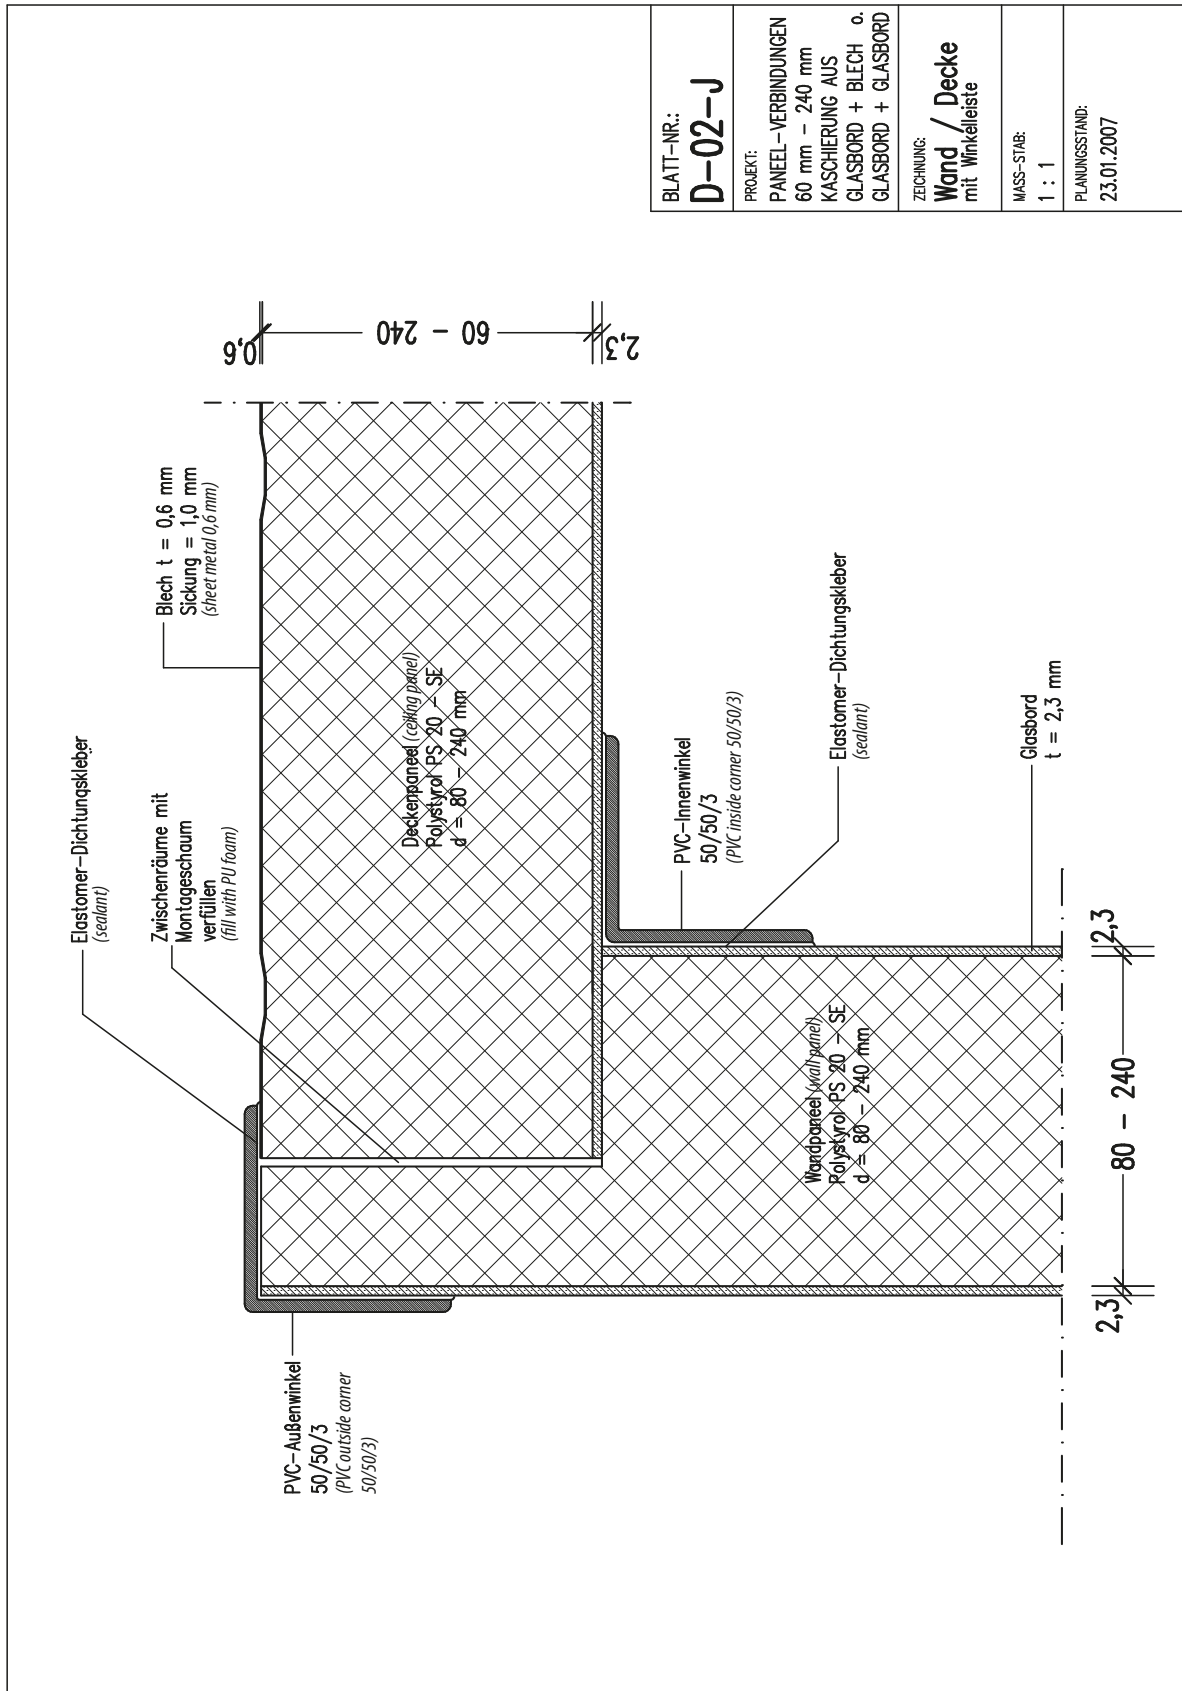 BLATT-NR.:
D-02-J
PROJEKT:
PANEEL-VERBINDUNGEN
60 mm - 240 mm
KASCHIERUNG AUS
GLASBORD + BLECH o.
GLASBORD + GLASBORD
ZEICHNUNG:
Wand / Decke
mit Winkelleiste
MASS-STAB:
1 : 1
PLANUNGSSTAND:
23.01.2007
Elastomer-Dichtungskleber
(sealant)
Zwischenräume mit
Montageschaum
verfüllen
(fill with PU foam)
Blech t = 0,6 mm
Sickung = 1,0 mm
(sheet metal 0,6 mm)
0,6
60 - 240
2,3
Deckenpaneel (ceiling panel)
Polystyrol PS 20 - SE
d = 80 - 240 mm
PVC-Außenwinkel
50/50/3
(PVC outside corner
50/50/3)
PVC-Innenwinkel
50/50/3
(PVC inside corner 50/50/3)
Elastomer-Dichtungskleber
(sealant)
Wandpaneel (wall panel)
Polystyrol PS 20 - SE
d = 80 - 240 mm
Glasbord
t = 2,3 mm
2,3
80 - 240
2,3